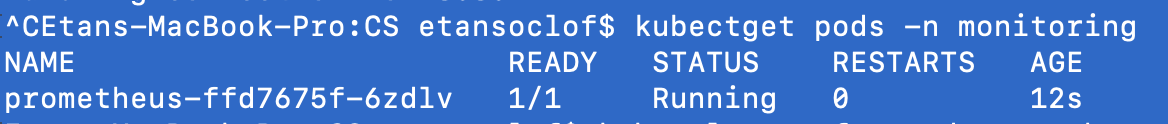 ^CEtans-MacBook-Pro:CS etansoclof$ kubectget pods -n monitoring
NAME READY STATUS RESTARTS AGE
prometheus-ffd7675f-6zdlv 1/1 Running 0 12s